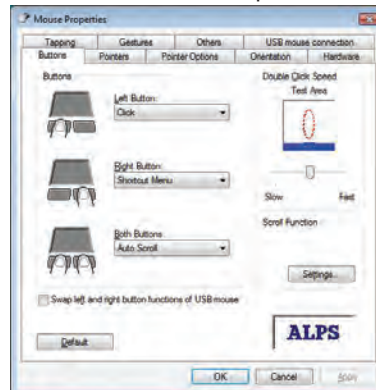 Mouse Properties
Tapping Gestures Others USB mouse connection
Buttons Pointers Pointer Options Orientation Hardware
Buttons
Left Button:
Click
Right Button:
Shortcut Menu
Both Buttons
Auto Scroll
Swap left and right button functions of USB mouse
Default
Double Click Speed
Test Area
Slow Fast
Scroll Function
Settings...
ALPS
OK Cancel Apply